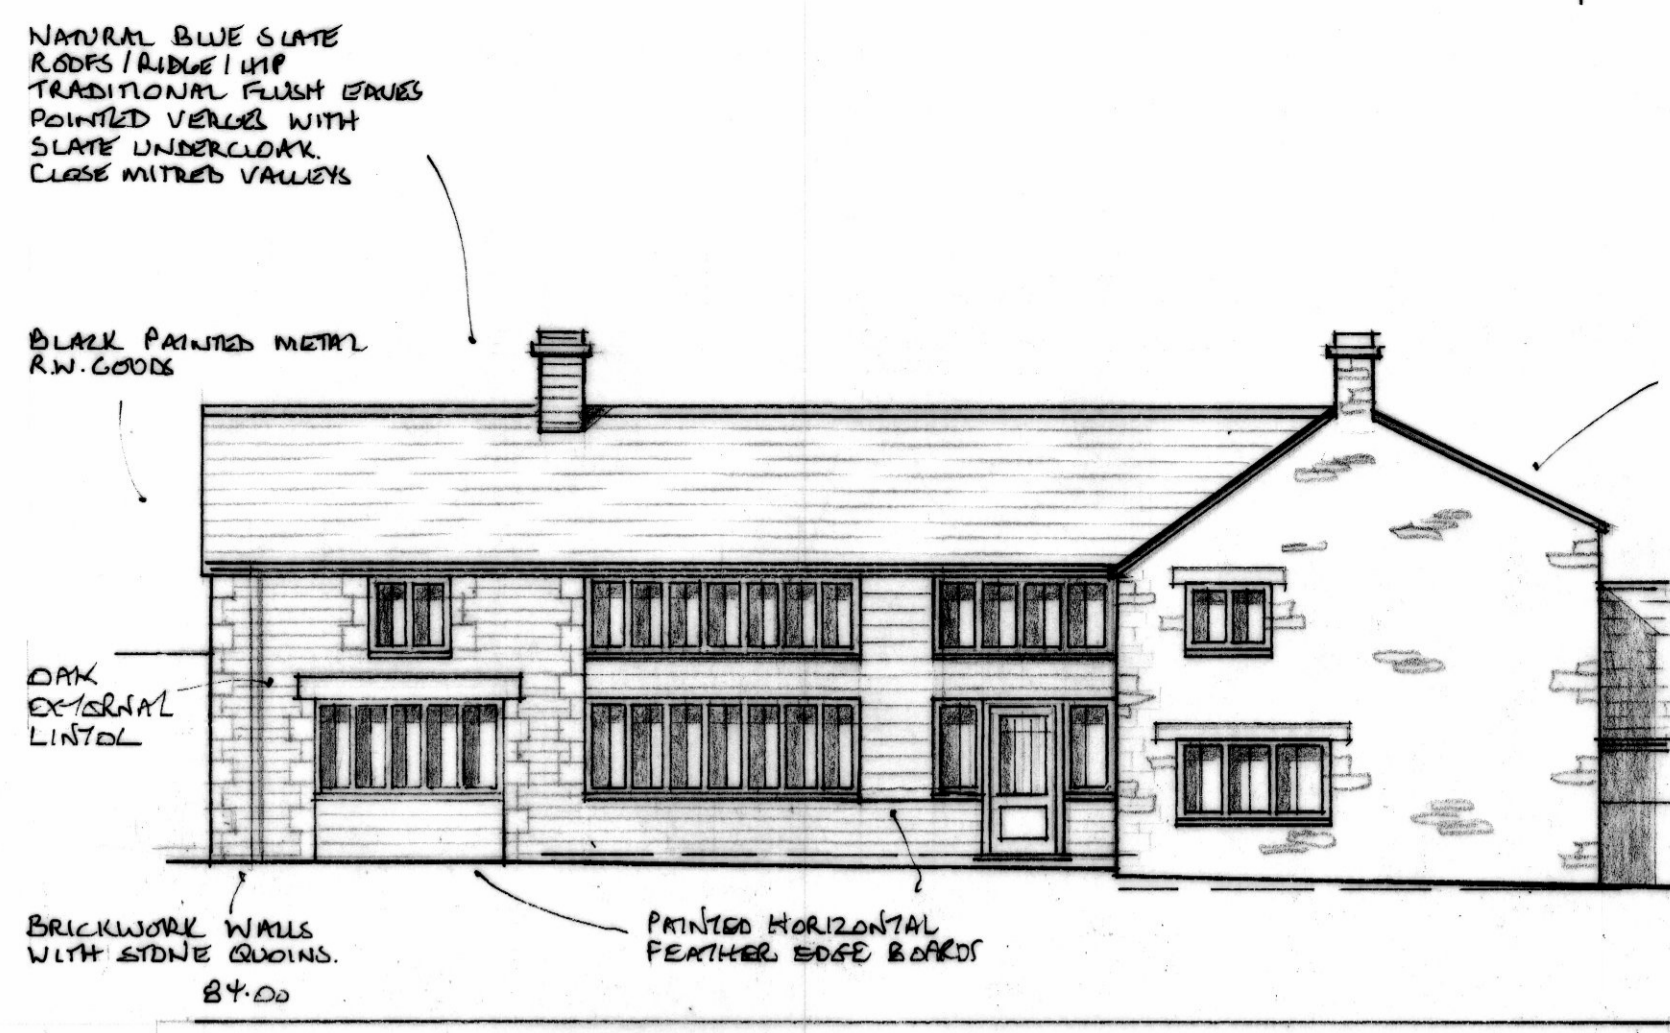 NATURAL BLUE SLATE
ROOFS / RIDGE / HIP
TRADITIONAL FLUSH EAVES
POINTED VERGES WITH
SLATE UNDERCLOAK.
CLOSE MITRED VALLEYS
BLACK PAINTED METAL
R.W. GOODS
OAK
EXTERNAL
LINTOL
BRICKWORK WALLS
WITH STONE QUOINS.
84.00
PAINTED HORIZONTAL
FEATHER EDGE BOARDS